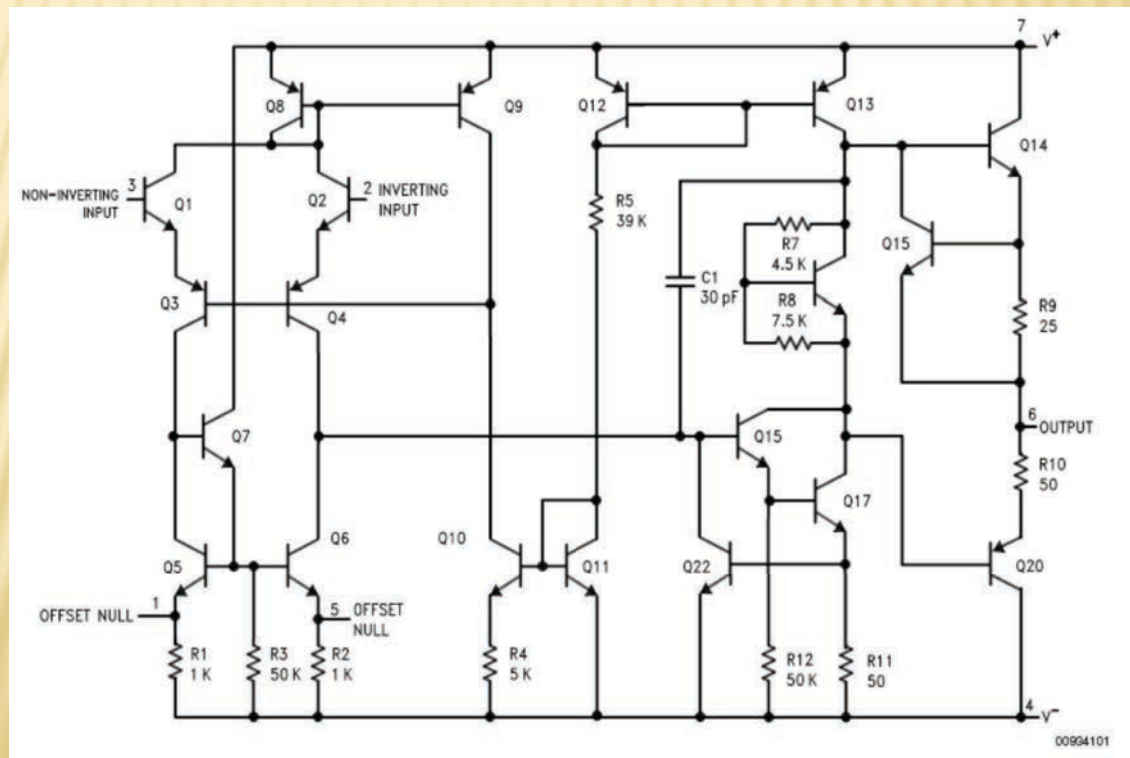 7
V+
Q8
Q9
Q12
Q13
Q14
3
NON-INVERTING
INPUT
Q1
Q2
2 INVERTING
INPUT
R5
39 K
R7
4.5 K
Q15
C1
30 pF
R8
7.5 K
Q3
Q4
R9
25
6
OUTPUT
Q7
Q15
R10
50
Q17
Q5
Q6
Q10
Q11
Q22
Q20
1
OFFSET NULL
5 OFFSET
NULL
R1
1 K
R3
50 K
R2
1 K
R4
5 K
R12
50 K
R11
50
4
V-
00934101